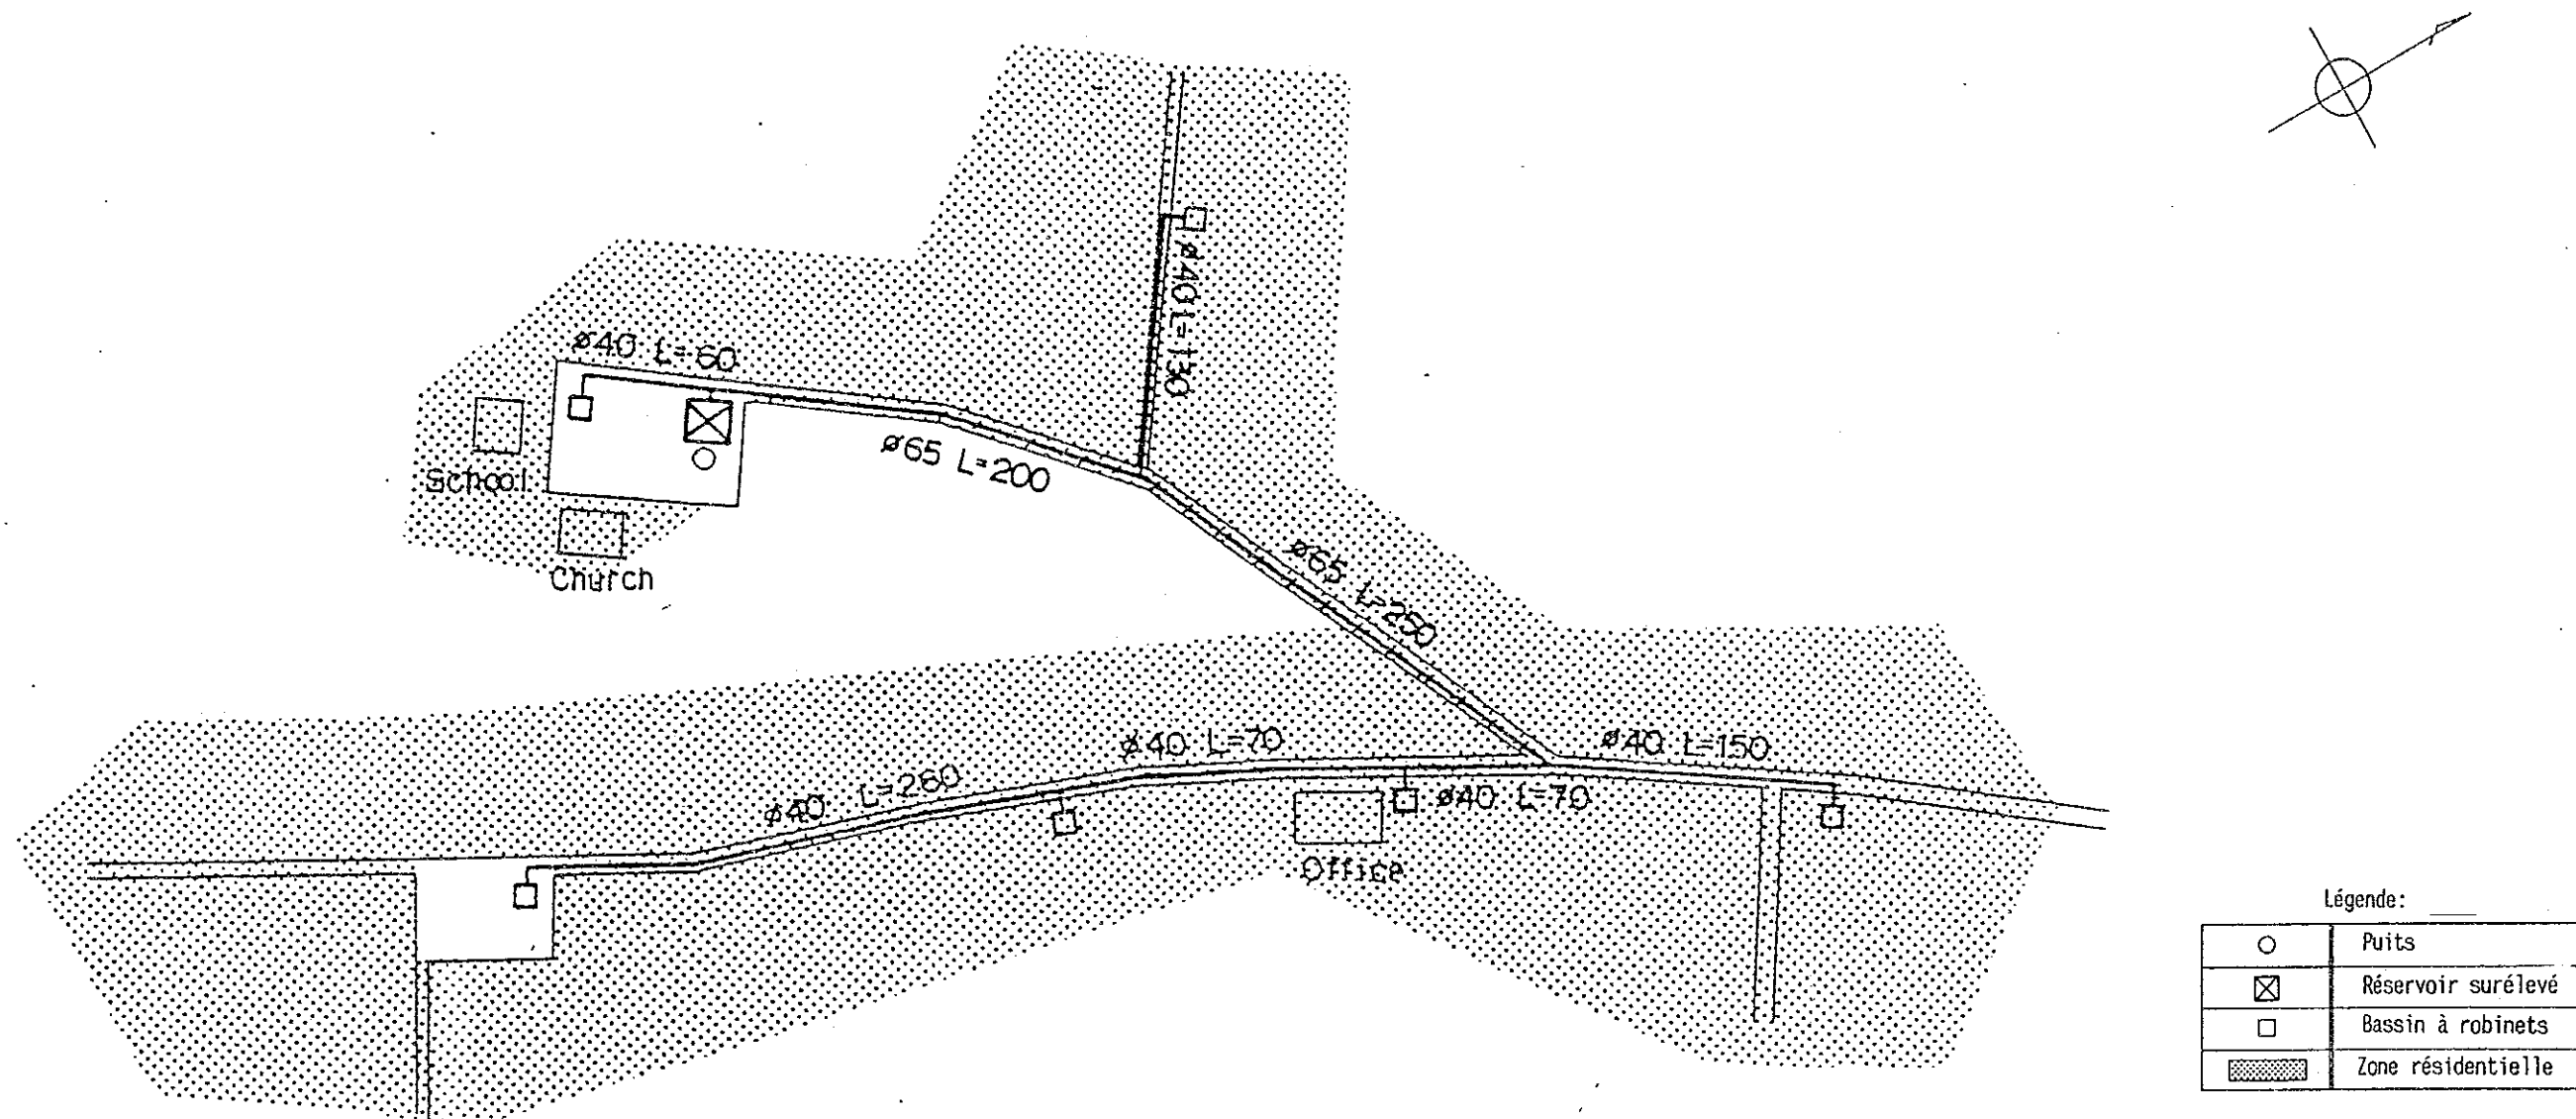 ø40 L=130
ø40 L=60
ø65 L=200
School
Church
ø65 L=250
ø40 L=70
ø40 L=150
ø40 L=260
ø40 L=70
Office
Légende:
Puits
Réservoir surélevé
Bassin à robinets
Zone résidentielle